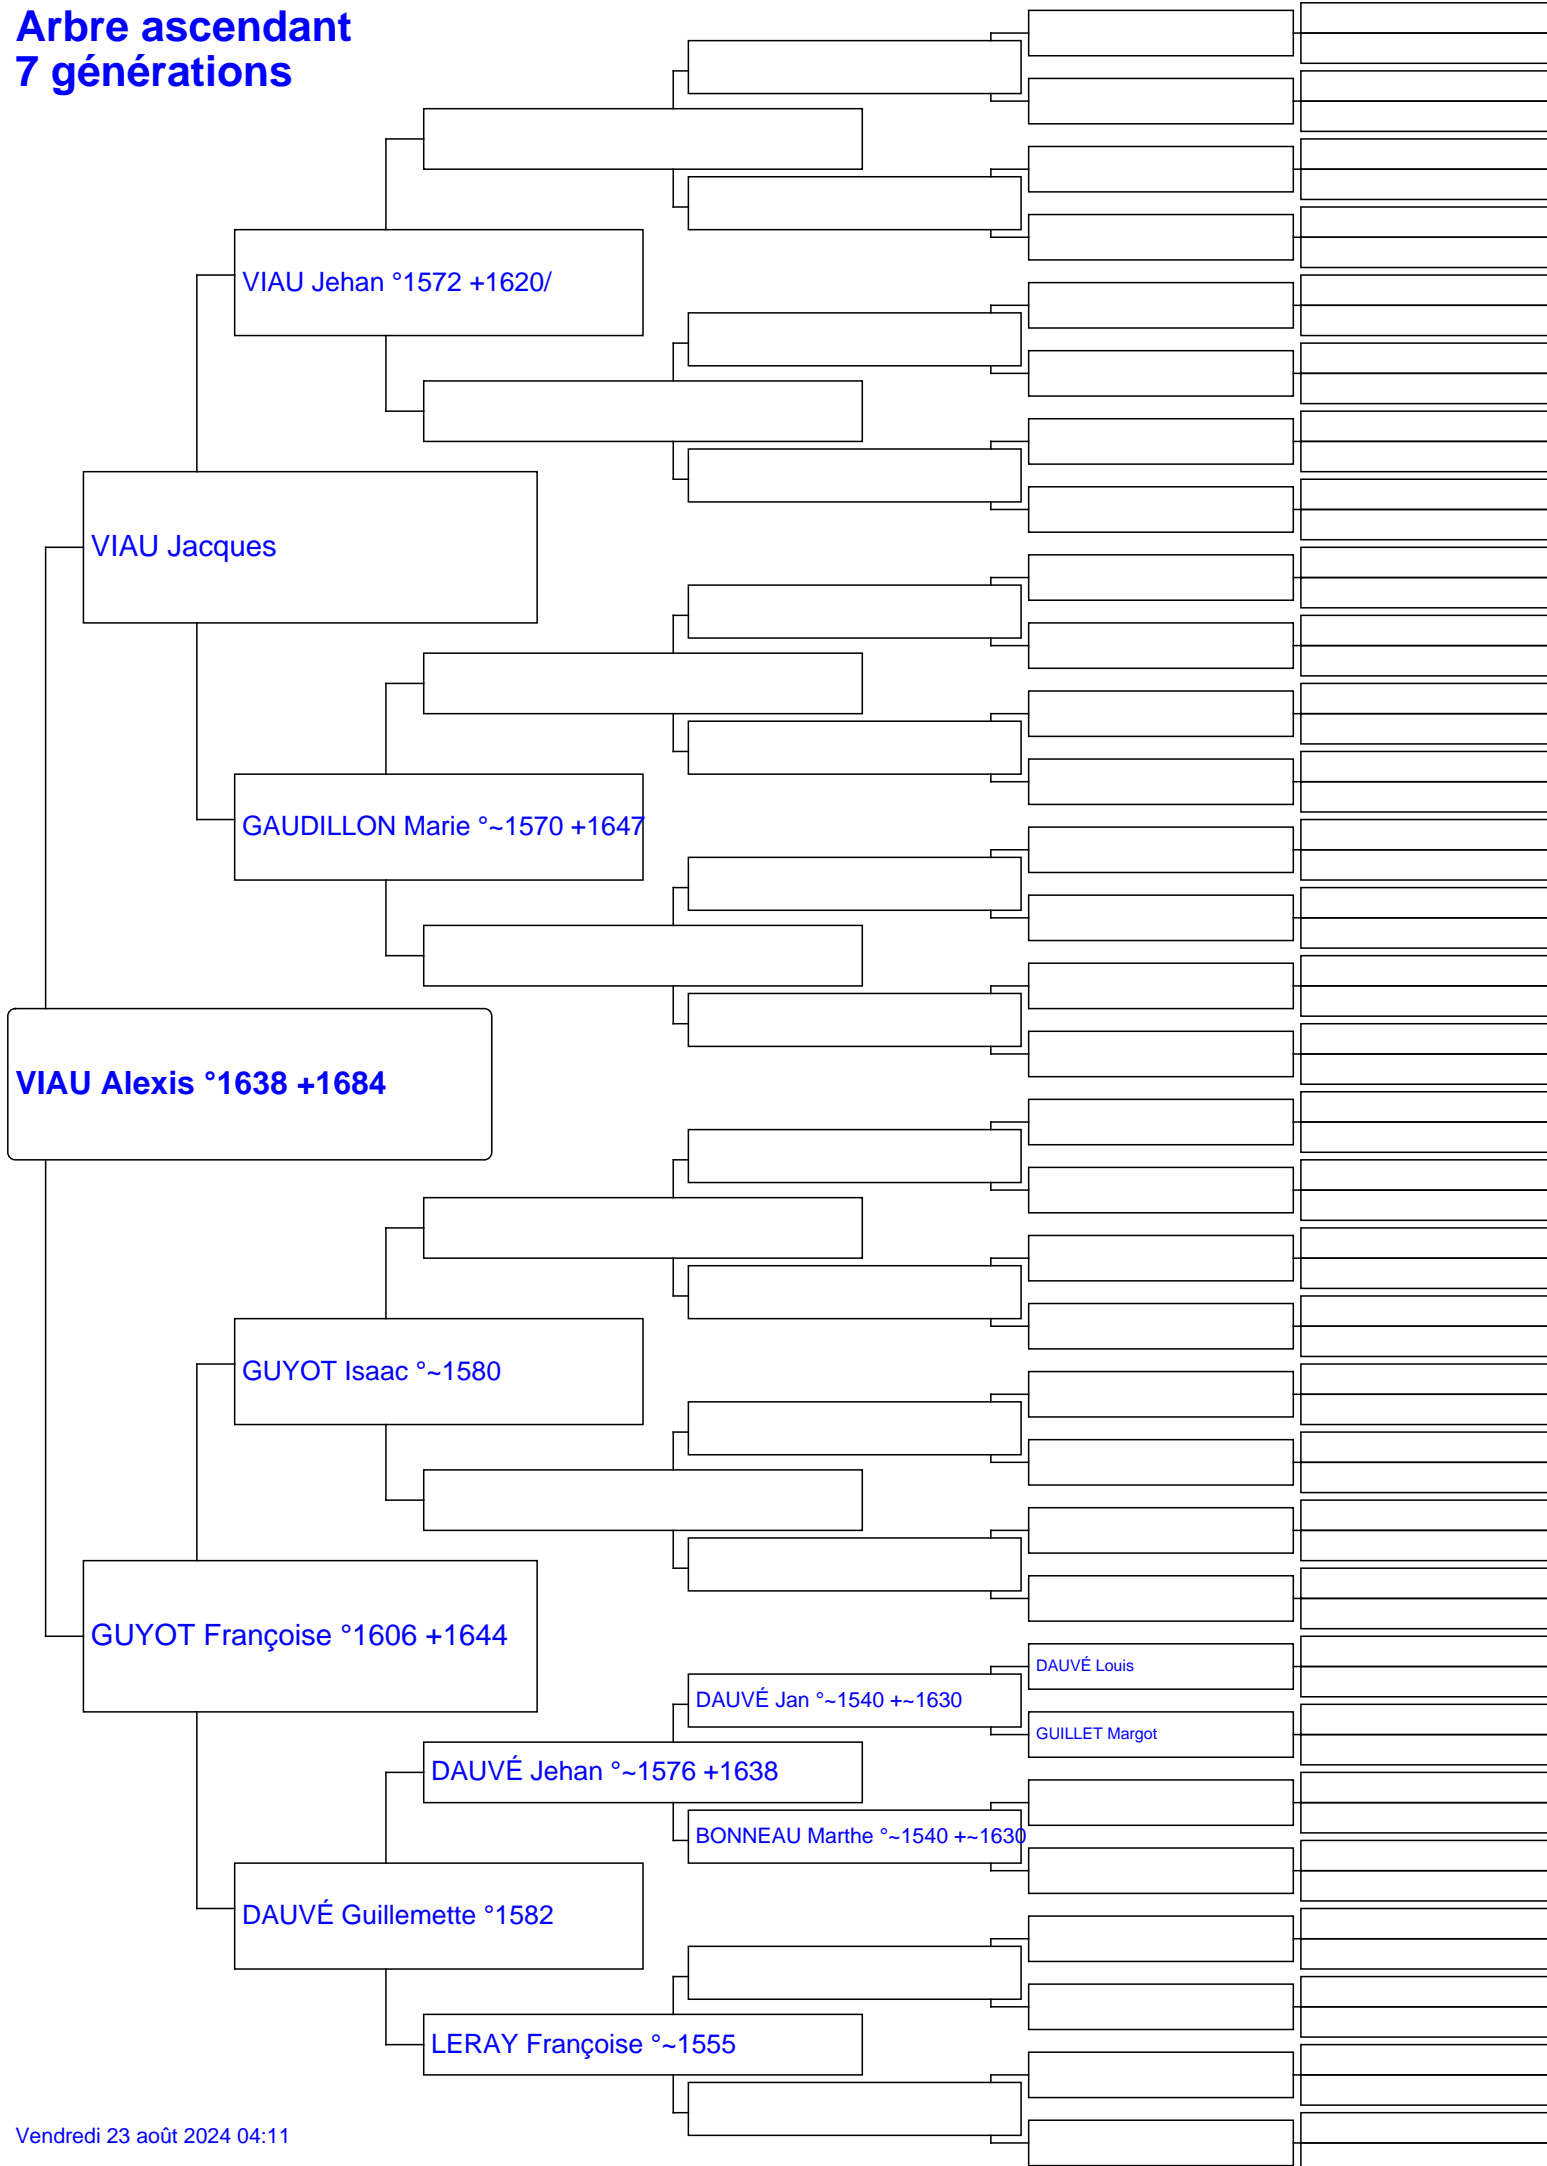 Arbre ascendant
7 générations
VIAU Jehan °1572 +1620/
VIAU Jacques
GAUDILLON Marie °~1570 +1647
VIAU Alexis °1638 +1684
GUYOT Isaac °~1580
GUYOT Françoise °1606 +1644
DAUVÉ Louis
DAUVÉ Jan °~1540 +~1630
GUILLET Margot
DAUVÉ Jehan °~1576 +1638
BONNEAU Marthe °~1540 +~1630
DAUVÉ Guillemette °1582
LERAY Françoise °~1555
Vendredi 23 août 2024 04:11